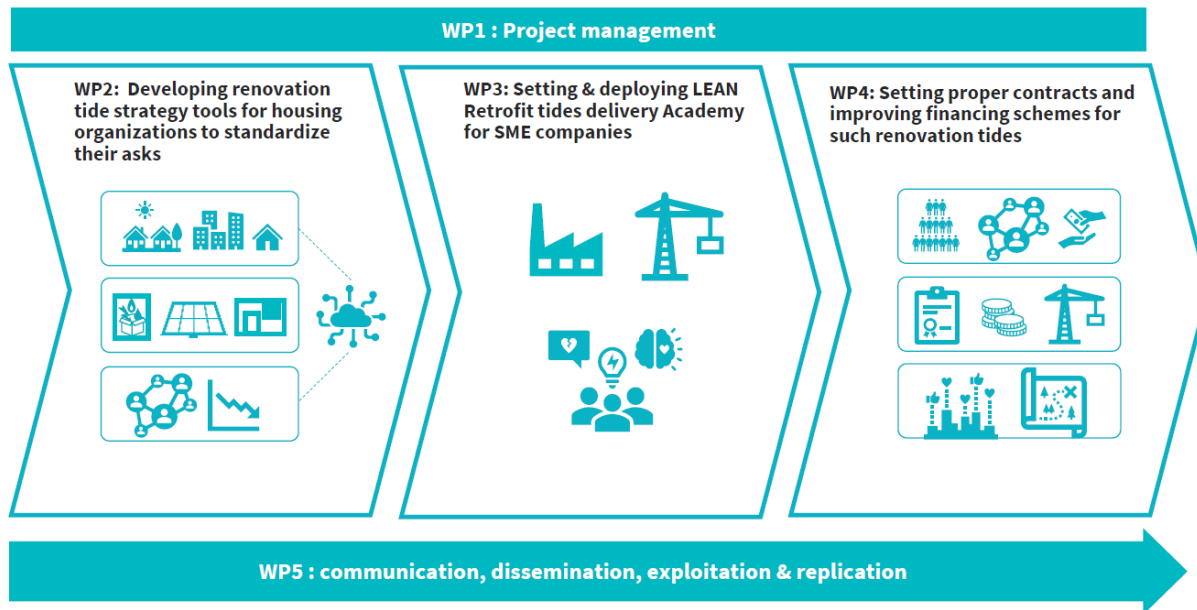 WP1 : Project management
WP2:  Developing renovation
tide strategy tools for housing
organizations to standardize
their asks
WP3: Setting & deploying LEAN
Retrofit tides delivery Academy
for SME companies
WP4: Setting proper contracts and
improving financing schemes for
such renovation tides
WP5 : communication, dissemination, exploitation & replication